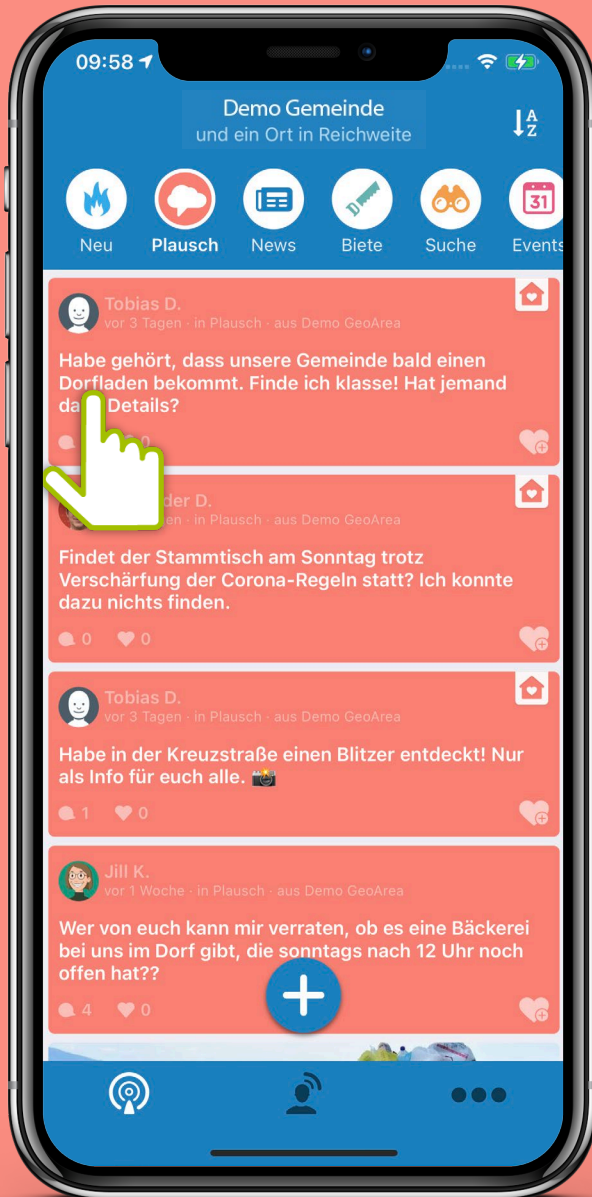 09:58
Demo Gemeinde
und ein Ort in Reichweite
A
Z
31
Neu Plausch News Biete Suche Events
Tobias D.
vor 3 Tagen · in Plausch · aus Demo GeoArea
Habe gehört, dass unsere Gemeinde bald einen
Dorfladen bekommt. Finde ich klasse! Hat jemand
Details?
0
der D.
in Plausch · aus Demo GeoArea
Findet der Stammtisch am Sonntag trotz
Verschärfung der Corona-Regeln statt? Ich konnte
dazu nichts finden.
0 0
Tobias D.
vor 3 Tagen · in Plausch · aus Demo GeoArea
Habe in der Kreuzstraße einen Blitzer entdeckt! Nur
als Info für euch alle. 📸
1 0
Jill K.
vor 1 Woche · in Plausch · aus Demo GeoArea
Wer von euch kann mir verraten, ob es eine Bäckerei
bei uns im Dorf gibt, die sonntags nach 12 Uhr noch
offen hat??
4 0